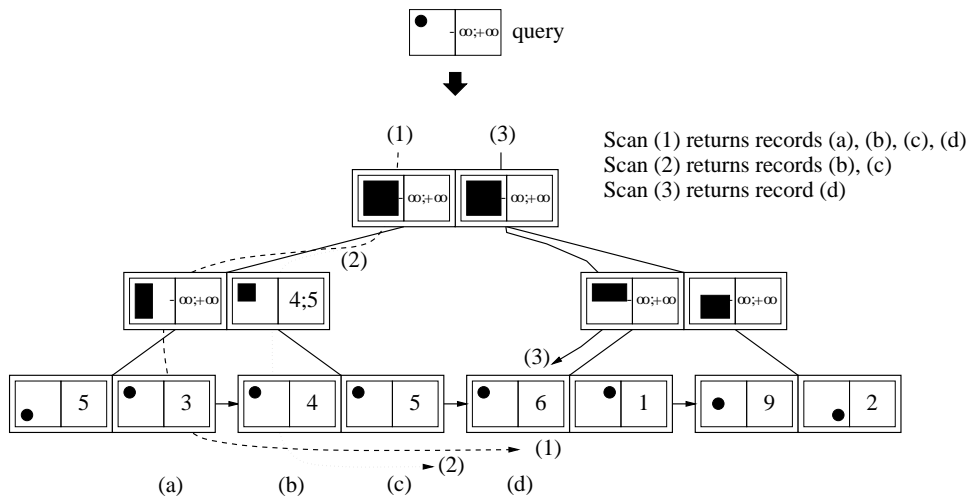 -∞;+∞ query
(1) (3)
Scan (1) returns records (a), (b), (c), (d)
Scan (2) returns records (b), (c)
Scan (3) returns record (d)
-∞;+∞ -∞;+∞
(2)
-∞;+∞ 4;5 -∞;+∞ -∞;+∞
(3)
5 3 4 5 6 1 9 2
(1)
(2)
(a) (b) (c) (d)